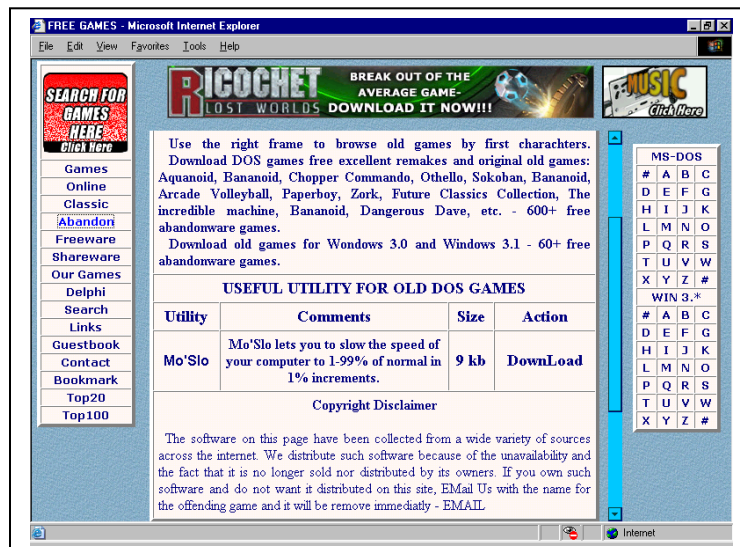 FREE GAMES - Microsoft Internet Explorer
File Edit View Favorites Tools Help
SEARCH FOR
GAMES
HERE
Click Here
Games
Online
Classic
Abandon
Freeware
Shareware
Our Games
Delphi
Search
Links
Guestbook
Contact
Bookmark
Top20
Top100
RICOCHET
LOST WORLDS
BREAK OUT OF THE
AVERAGE GAME-
DOWNLOAD IT NOW!!!
MUSIC
Click Here
Use the right frame to browse old games by first charachters.
Download DOS games free excellent remakes and original old games:
Aquanoid, Bananoid, Chopper Commando, Othello, Sokoban, Bananoid,
Arcade Volleyball, Paperboy, Zork, Future Classics Collection, The
incredible machine, Bananoid, Dangerous Dave, etc. - 600+ free
abandonware games.
Download old games for Wondows 3.0 and Windows 3.1 - 60+ free
abandonware games.
USEFUL UTILITY FOR OLD DOS GAMES
Utility Comments Size Action
Mo'Slo Mo'Slo lets you to slow the speed of
your computer to 1-99% of normal in
1% increments. 9 kb DownLoad
Copyright Disclaimer
The software on this page have been collected from a wide variety of sources
across the internet. We distribute such software because of the unavailability and
the fact that it is no longer sold nor distributed by its owners. If you own such
software and do not want it distributed on this site, EMail Us with the name for
the offending game and it will be remove immediatly - EMAIL
MS-DOS
# A B C
D E F G
H I J K
L M N O
P Q R S
T U V W
X Y Z #
WIN 3.*
# A B C
D E F G
H I J K
L M N O
P Q R S
T U V W
X Y Z #
Internet